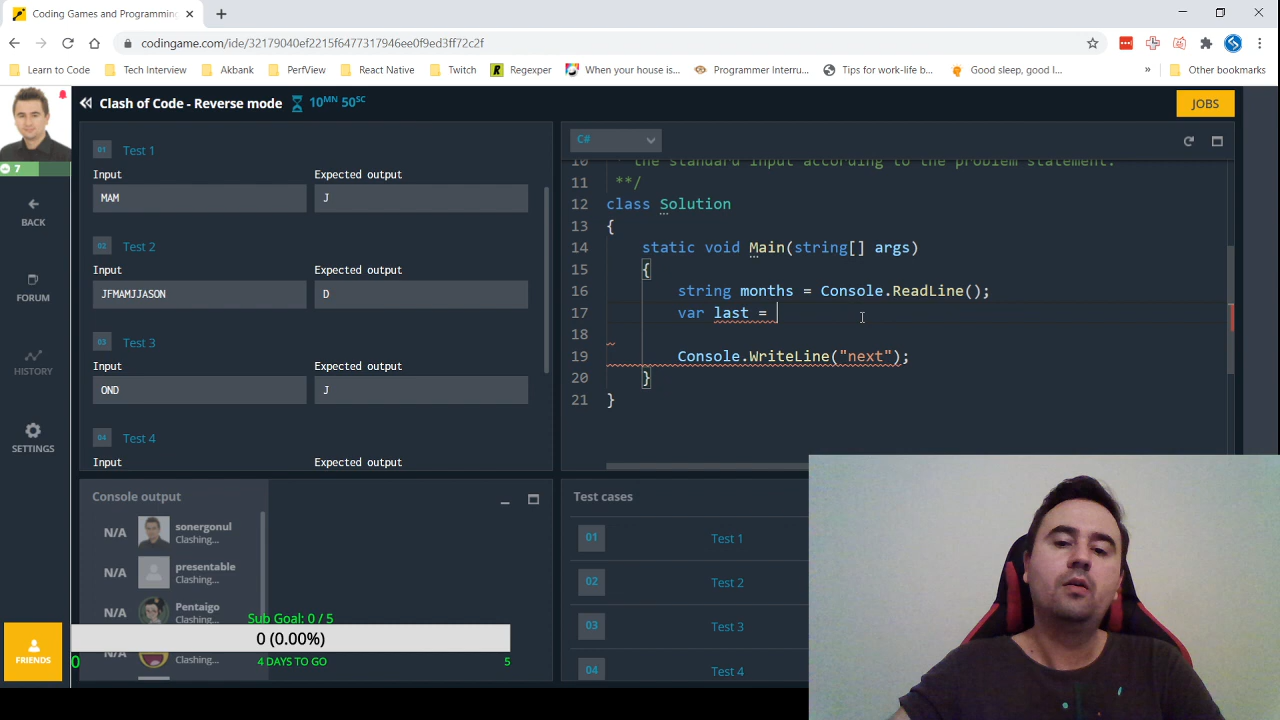 Coding Games and Programming
codingame.com/ide/32179040ef2215f6477317946ee0f9ed3ff72c2f
Learn to Code
Tech Interview
Akbank
PerfView
React Native
Twitch
Regexper
When your house is...
Programmer Interru...
Tips for work-life b...
Good sleep, good l...
»
Other bookmarks
Clash of Code - Reverse mode
10MN 50SC
JOBS
7
BACK
FORUM
HISTORY
SETTINGS
FRIENDS
01 Test 1
Input Expected output
MAM J
02 Test 2
Input Expected output
JFMAMJJASON D
03 Test 3
Input Expected output
OND J
04 Test 4
Input Expected output
C#
10 * the standard input according to the problem statement.
11 **/
12 class Solution
13 {
14 static void Main(string[] args)
15 {
16 string months = Console.ReadLine();
17 var last =
18
19 Console.WriteLine("next");
20 }
21 }
Console output
N/A sonergonul
Clashing...
N/A presentable
Clashing...
N/A Pentaigo
Clashing...
Clashing...
Sub Goal: 0 / 5
0 (0.00%)
0 4 DAYS TO GO 5
Test cases
01 Test 1
02 Test 2
03 Test 3
04 Test 4